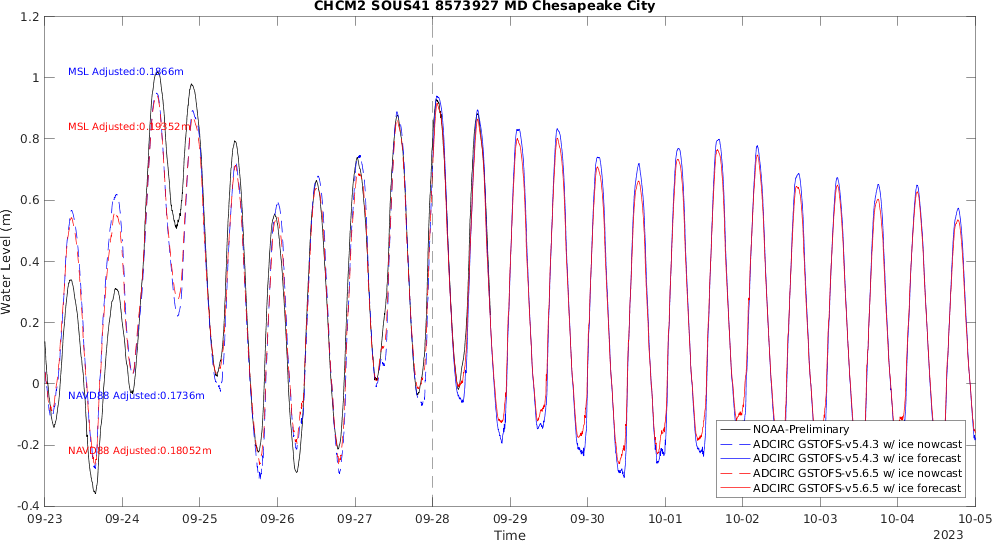 CHCM2 SOUS41 8573927 MD Chesapeake City
1.2
1
0.8
0.6
0.4
0.2
0
-0.2
-0.4
Water Level (m)
MSL Adjusted:0.1866m
MSL Adjusted:0.19352m
NAVD88 Adjusted:0.1736m
NAVD88 Adjusted:0.18052m
NOAA-Preliminary
ADCIRC GSTOFS-v5.4.3 w/ ice nowcast
ADCIRC GSTOFS-v5.4.3 w/ ice forecast
ADCIRC GSTOFS-v5.6.5 w/ ice nowcast
ADCIRC GSTOFS-v5.6.5 w/ ice forecast
09-23 09-24 09-25 09-26 09-27 09-28 09-29 09-30 10-01 10-02 10-03 10-04 10-05
Time
2023